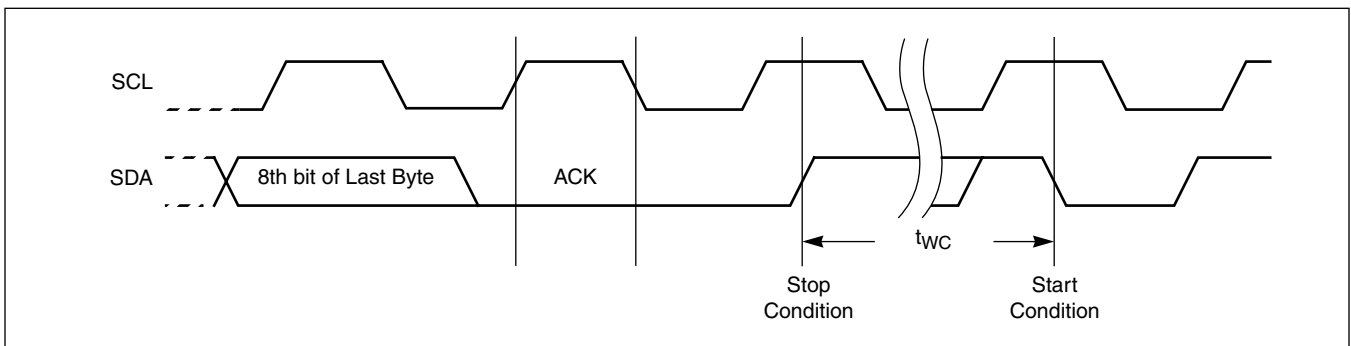 SCL
SDA
8th bit of Last Byte
ACK
tWC
Stop
Condition
Start
Condition